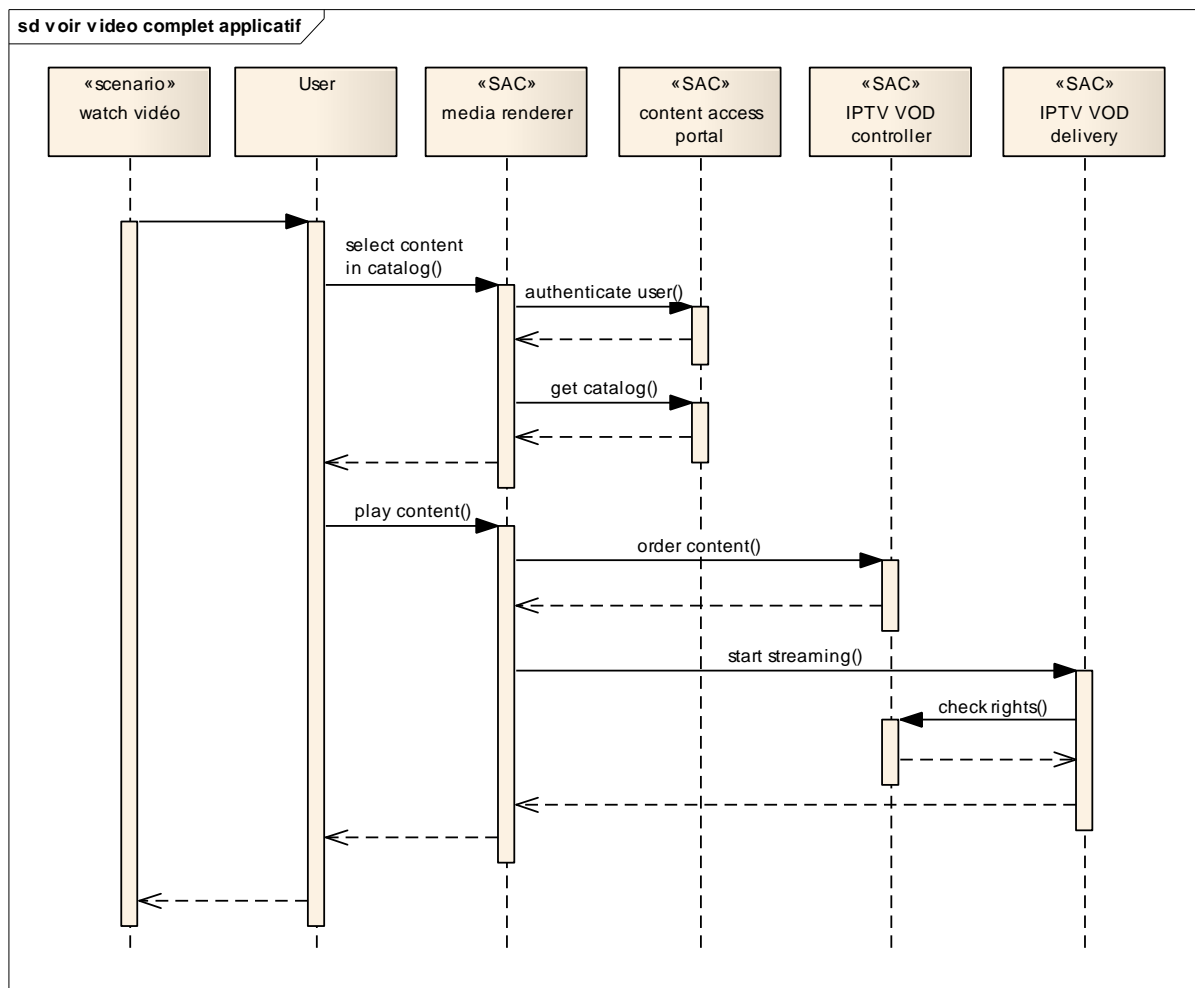 sd voir video complet applicatif
«scenario»
watch vidéo
User
«SAC»
media renderer
«SAC»
content access
portal
«SAC»
IPTV VOD
controller
«SAC»
IPTV VOD
delivery
select content
in catalog()
authenticate user()
get catalog()
play content()
order content()
start streaming()
check rights()